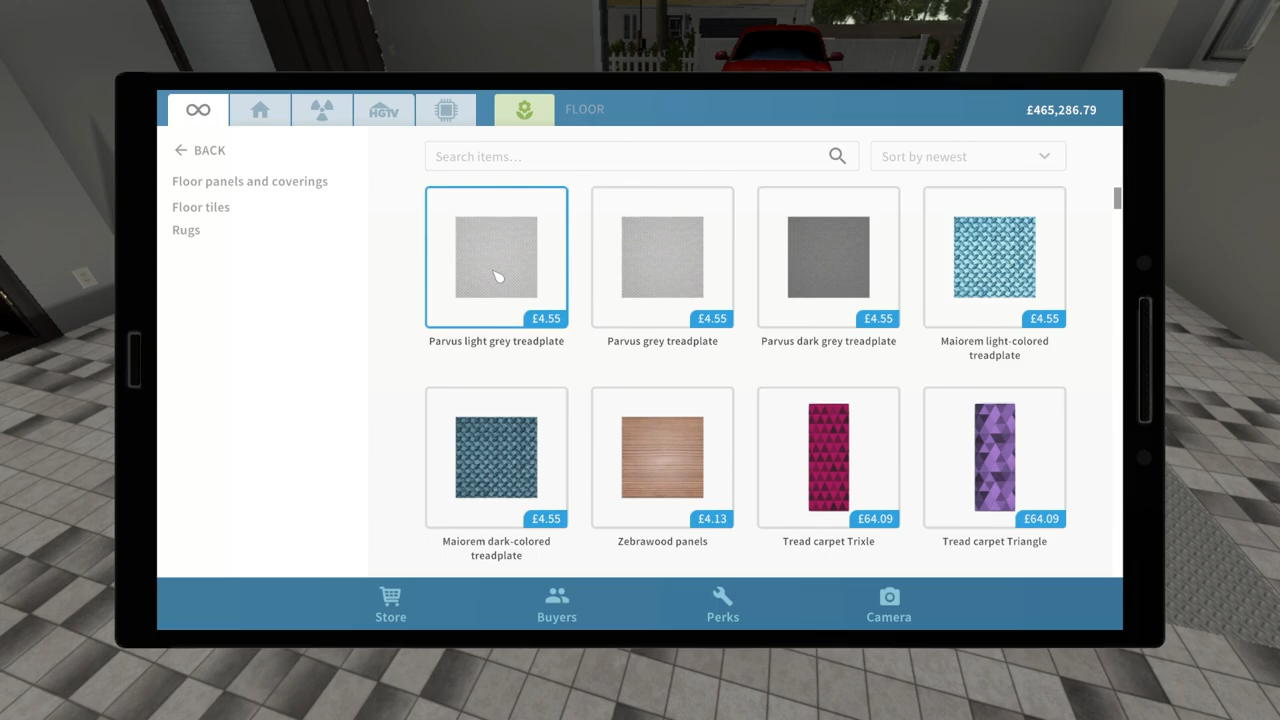 HGTV
FLOOR
£465,286.79
BACK
Floor panels and coverings
Floor tiles
Rugs
Search items...
Sort by newest
£4.55
£4.55
£4.55
£4.55
Parvus light grey treadplate
Parvus grey treadplate
Parvus dark grey treadplate
Maiorem light-colored
treadplate
£4.55
£4.13
£64.09
£64.09
Maiorem dark-colored
treadplate
Zebrawood panels
Tread carpet Trixle
Tread carpet Triangle
Store
Buyers
Perks
Camera